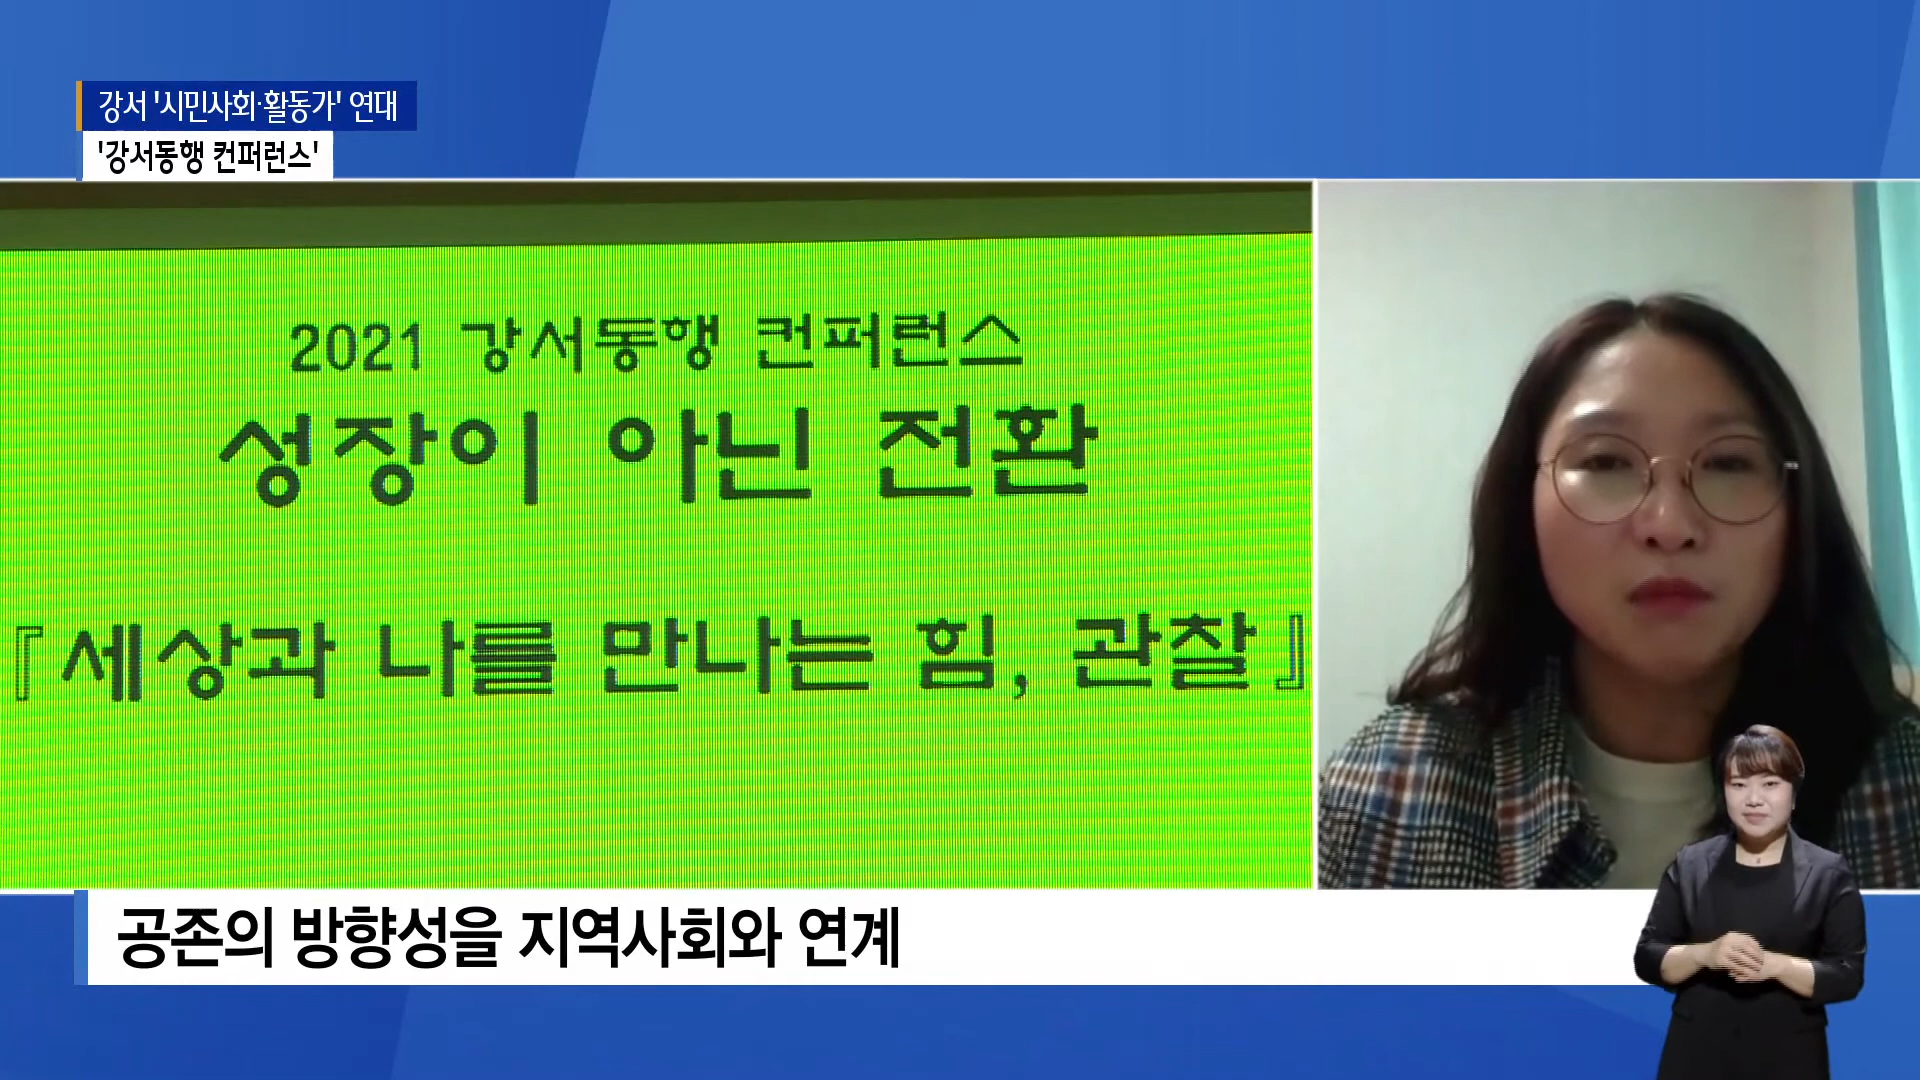 강서 '시민사회·활동가' 연대
'강서동행 컨퍼런스'
2021 강서동행 컨퍼런스
성장이 아닌 전환
『세상과 나를 만나는 힘, 관찰』
공존의 방향성을 지역사회와 연계